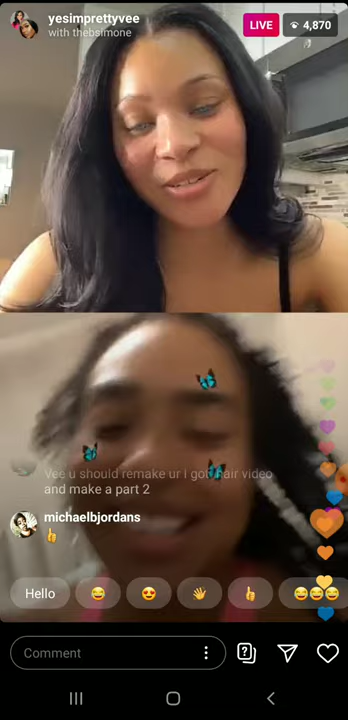 yesimprettyvee
with thebsimone
LIVE
4,870
Vee u should remake ur I got hair video
and make a part 2
michaelbjordans
👍
Hello
😂
😍
👋
👍
😂😂😂
Comment